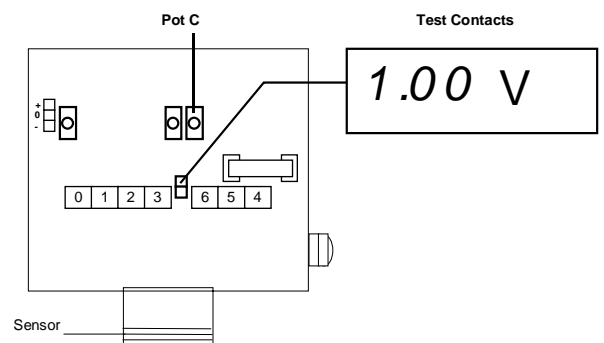 Pot C
Test Contacts
1.00 V
+
0
-
0 1 2 3 6 5 4
Sensor